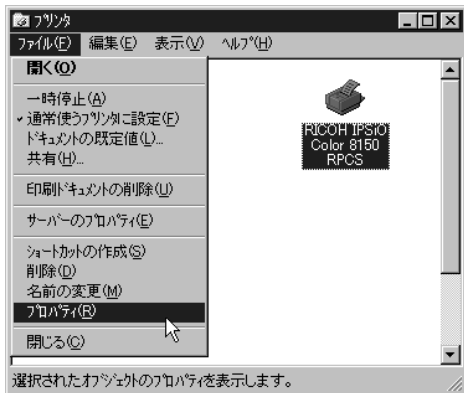 ﾌﾟﾘﾝﾀ
ﾌｧｲﾙ(F) 編集(E) 表示(V) ﾍﾙﾌﾟ(H)
開く(O)
一時停止(A)
通常使うﾌﾟﾘﾝﾀに設定(F)
ﾄﾞｷｭﾒﾝﾄの既定値(L)...
共有(H)...
印刷ﾄﾞｷｭﾒﾝﾄの削除(U)
ｻｰﾊﾞｰのﾌﾟﾛﾊﾟﾃｨ(E)
ｼｮｰﾄｶｯﾄの作成(S)
削除(D)
名前の変更(M)
ﾌﾟﾛﾊﾟﾃｨ(R)
閉じる(C)
RICOH IPSiO
Color 8150
RPCS
選択されたｵﾌﾞｼﾞｪｸﾄのﾌﾟﾛﾊﾟﾃｨを表示します。